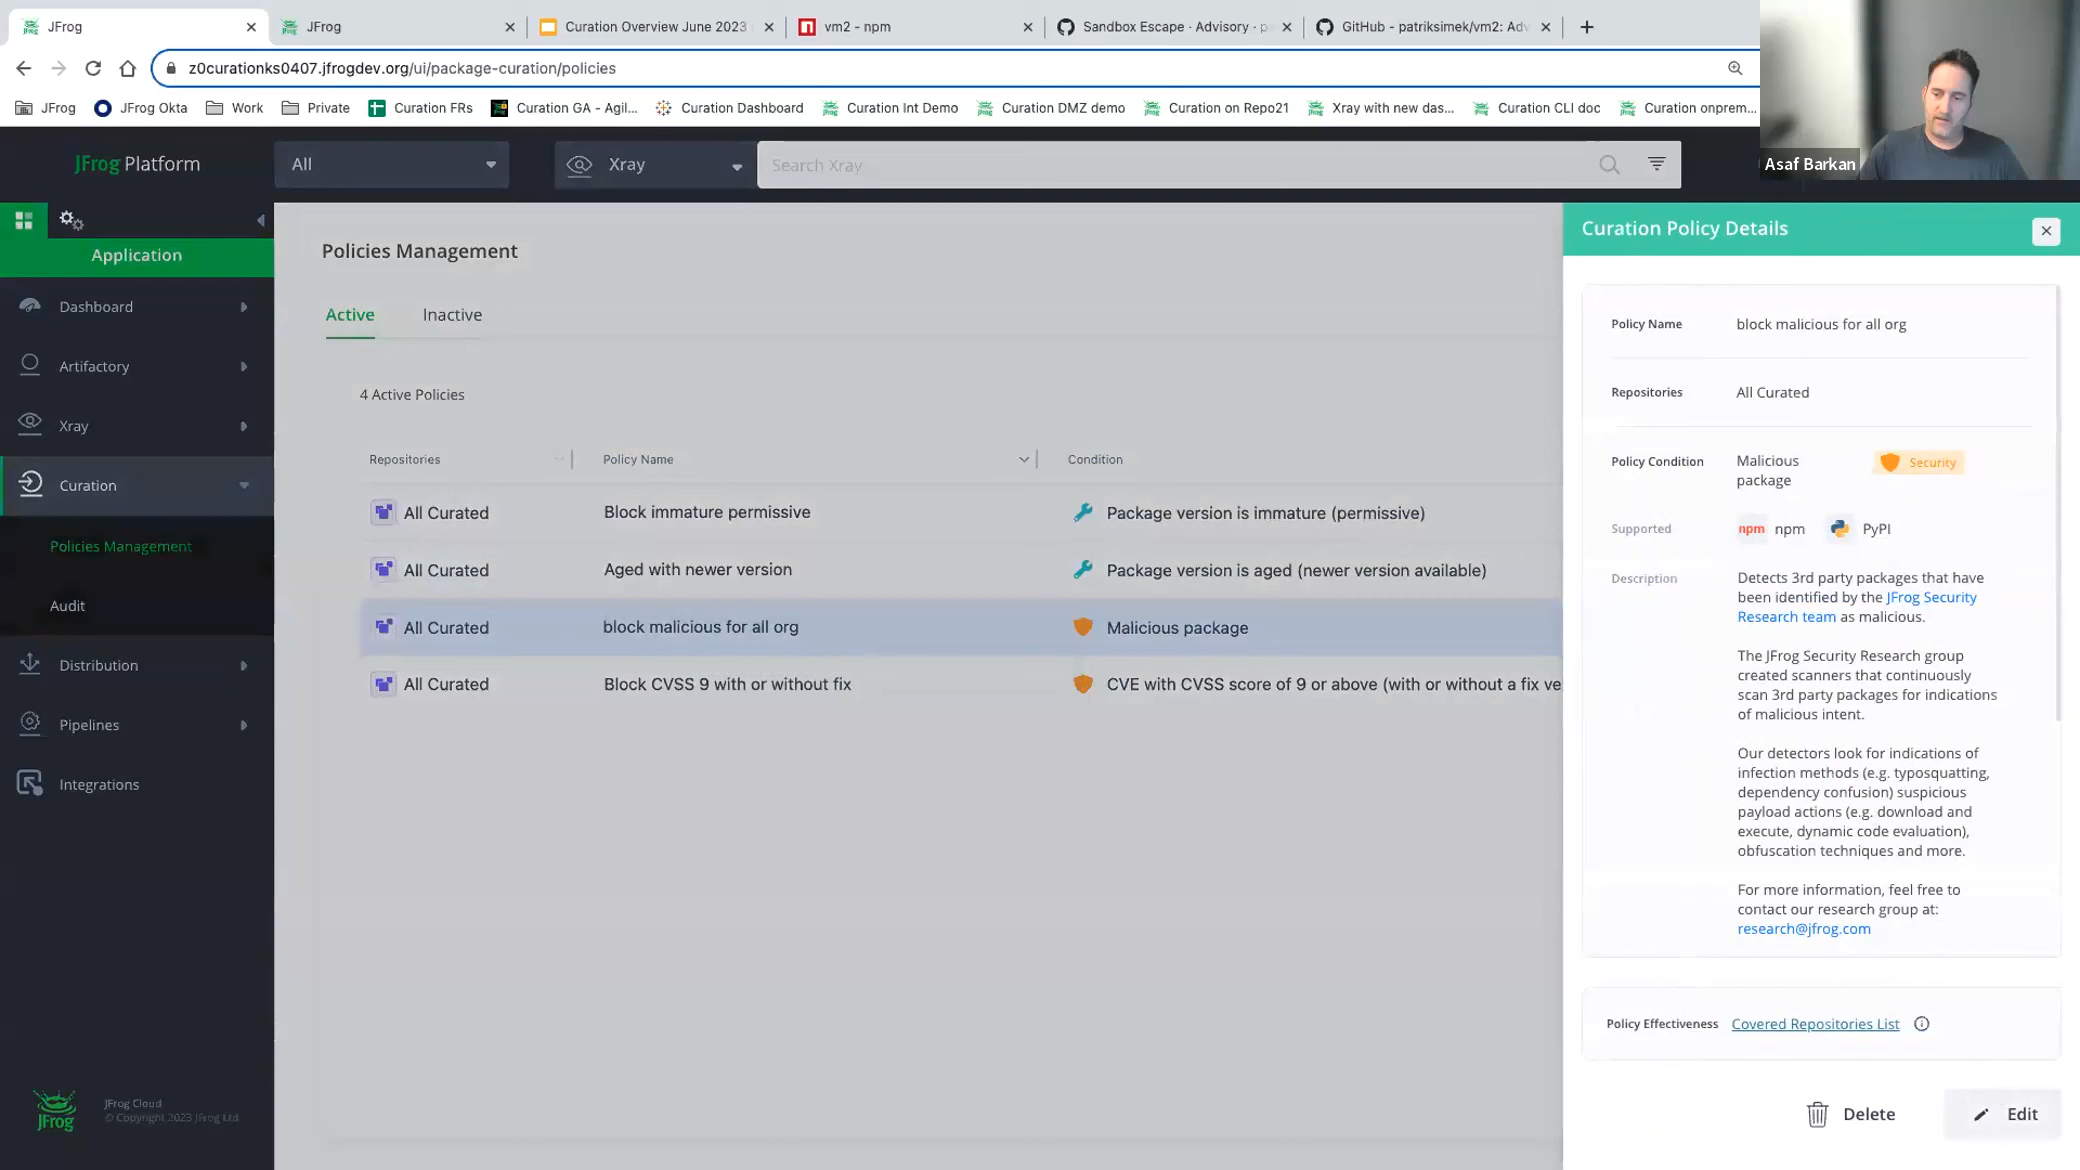 JFrog
JFrog
Curation Overview June 2023
vm2 - npm
Sandbox Escape · Advisory · pa
GitHub - patriksimek/vm2: Adv
z0curationks0407.jfrogdev.org/ui/package-curation/policies
JFrog
JFrog Okta
Work
Private
Curation FRs
Curation GA - Agil...
Curation Dashboard
Curation Int Demo
Curation DMZ demo
Curation on Repo21
Xray with new das...
Curation CLI doc
Curation onprem...
Asaf Barkan
JFrog Platform
All
Xray
Search Xray
Application
Dashboard
Artifactory
Xray
Curation
Policies Management
Audit
Distribution
Pipelines
Integrations
JFrog
JFrog Cloud
© Copyright 2023 JFrog Ltd
Policies Management
Active
Inactive
4 Active Policies
Repositories
Policy Name
Condition
All Curated
Block immature permissive
Package version is immature (permissive)
All Curated
Aged with newer version
Package version is aged (newer version available)
All Curated
block malicious for all org
Malicious package
All Curated
Block CVSS 9 with or without fix
CVE with CVSS score of 9 or above (with or without a fix ve
Curation Policy Details
Policy Name
block malicious for all org
Repositories
All Curated
Policy Condition
Malicious
package
Security
Supported
npm npm
PyPI
Description
Detects 3rd party packages that have
been identified by the JFrog Security
Research team as malicious.
The JFrog Security Research group
created scanners that continuously
scan 3rd party packages for indications
of malicious intent.
Our detectors look for indications of
infection methods (e.g. typosquatting,
dependency confusion) suspicious
payload actions (e.g. download and
execute, dynamic code evaluation),
obfuscation techniques and more.
For more information, feel free to
contact our research group at:
research@jfrog.com
Policy Effectiveness
Covered Repositories List
Delete
Edit